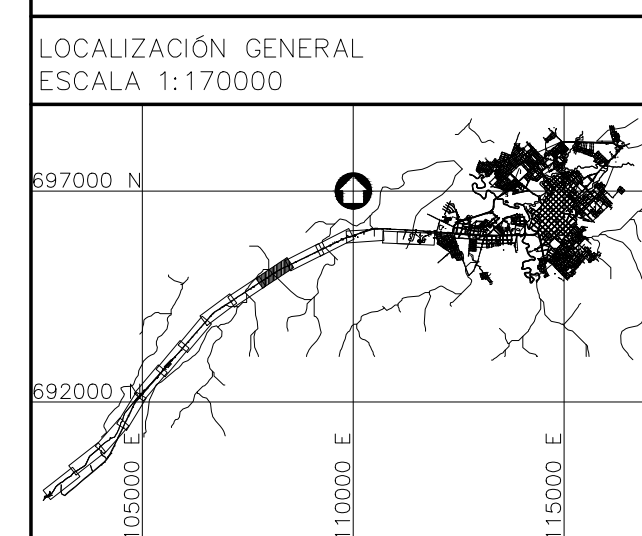 LOCALIZACIÓN GENERAL
ESCALA 1:170000
697000 N
692000 N
105000 E
110000 E
115000 E